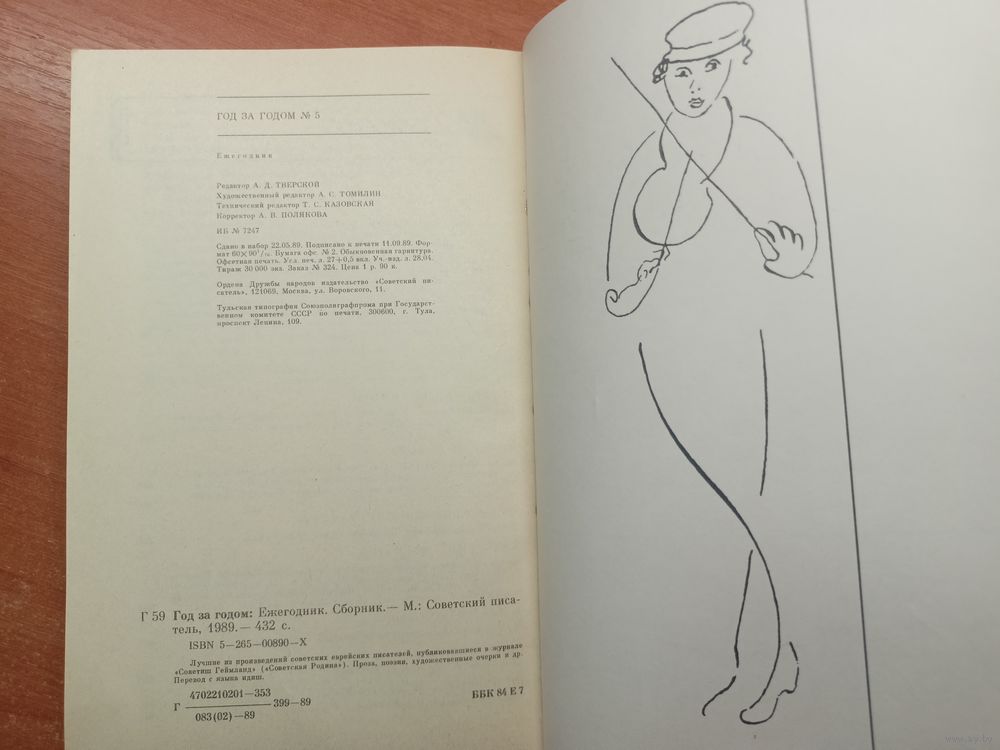 ГОД ЗА ГОДОМ № 5
Ежегодник
Редактор А. Д. ТВЕРСКОЙ
Художественный редактор А. С. ТОМИЛИН
Технический редактор Т. С. КАЗОВСКАЯ
Корректор А. В. ПОЛЯКОВА
ИБ № 7247
Сдано в набор 22.05.89. Подписано к печати 11.09.89. Фор-
мат 60×90¹/₁₆. Бумага офс. № 2. Обыкновенная гарнитура.
Офсетная печать. Усл. печ. л. 27+0,5 вкл. Уч.-изд. л. 28,04.
Тираж 30 000 экз. Заказ № 324. Цена 1 р. 90 к.
Ордена Дружбы народов издательство «Советский пи-
сатель», 121069, Москва, ул. Воровского, 11.
Тульская типография Союзполиграфпрома при Государст-
венном комитете СССР по печати, 300600, г. Тула,
проспект Ленина, 109.
Г 59 Год за годом: Ежегодник. Сборник.— М.: Советский писа-
тель, 1989.— 432 с.
ISBN 5—265—00890—X
Лучшие из произведений советских еврейских писателей, публиковавшиеся в журнале
«Советиш Геймланд» («Советская Родина»). Проза, поэзия, художественные очерки и др.
Перевод с языка идиш.
4702210201—353
Г 399—89 ББК 84 Е 7
083(02)—89
www.ay.by